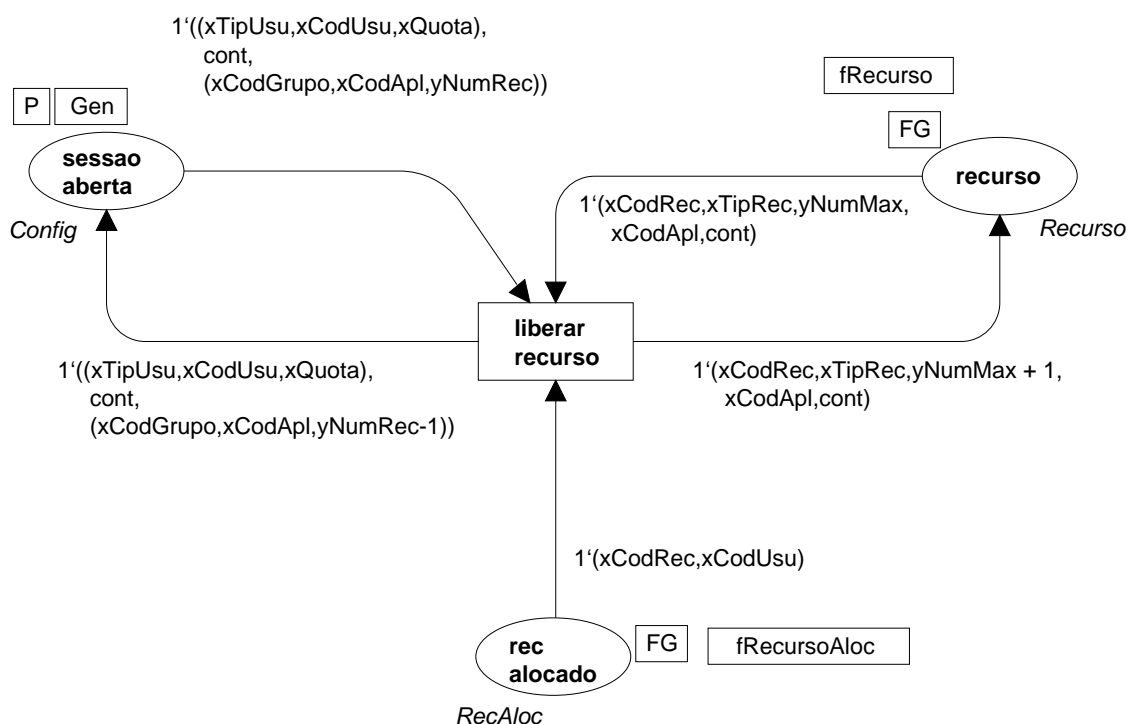 1‘((xTipUsu,xCodUsu,xQuota),
cont,
(xCodGrupo,xCodApl,yNumRec))
fRecurso
P
Gen
FG
sessao
aberta
recurso
Config
1‘(xCodRec,xTipRec,yNumMax,
xCodApl,cont)
Recurso
liberar
recurso
1‘((xTipUsu,xCodUsu,xQuota),
cont,
(xCodGrupo,xCodApl,yNumRec-1))
1‘(xCodRec,xTipRec,yNumMax + 1,
xCodApl,cont)
1‘(xCodRec,xCodUsu)
rec
alocado
FG
fRecursoAloc
RecAloc